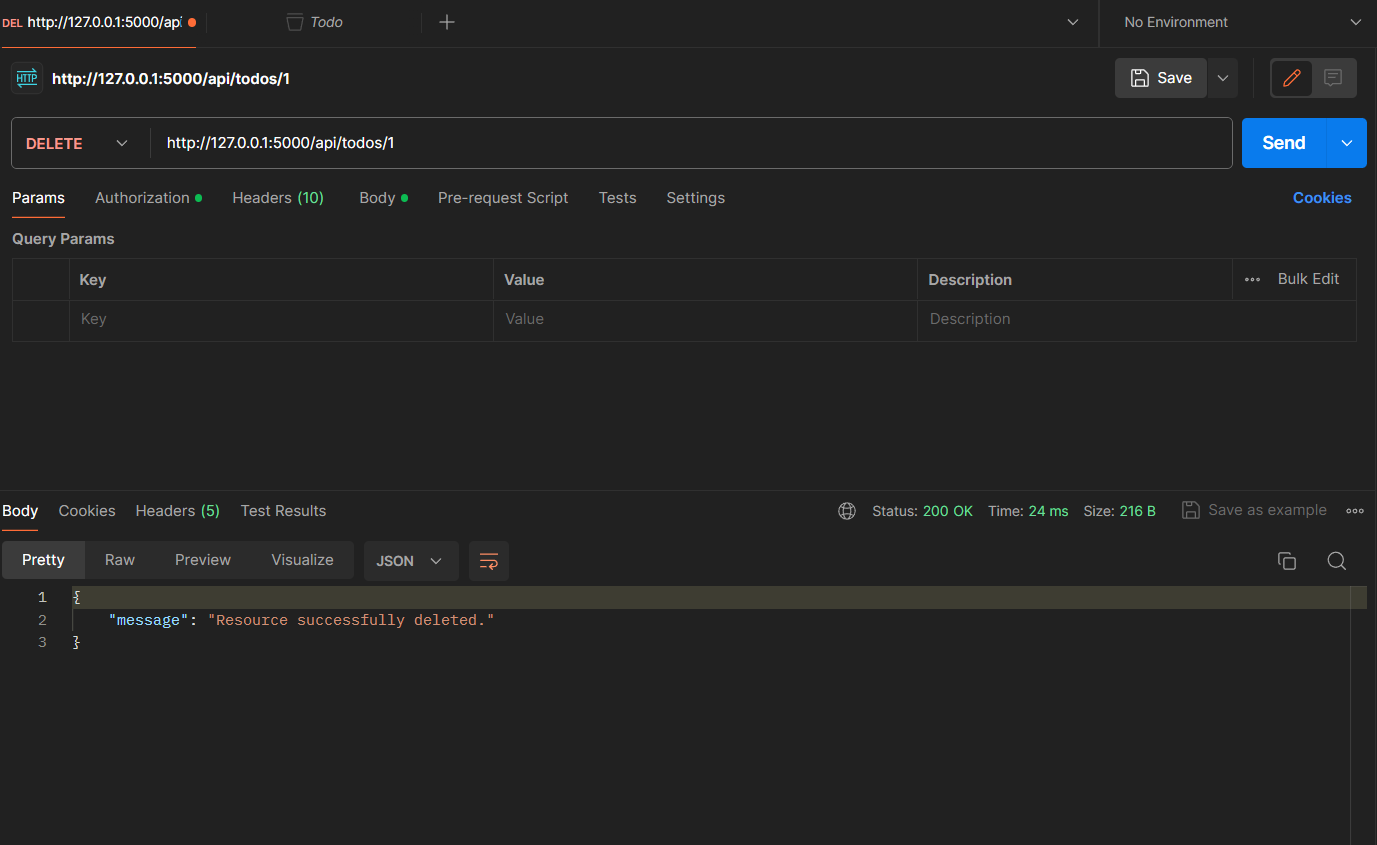 DEL http://127.0.0.1:5000/api
Todo
No Environment
HTTP http://127.0.0.1:5000/api/todos/1
Save
DELETE http://127.0.0.1:5000/api/todos/1
Send
Params Authorization Headers (10) Body Pre-request Script Tests Settings Cookies
Query Params
Key Value Description Bulk Edit
Key Value Description
Body Cookies Headers (5) Test Results Status: 200 OK Time: 24 ms Size: 216 B Save as example
Pretty Raw Preview Visualize JSON
1 {
2 "message": "Resource successfully deleted."
3 }